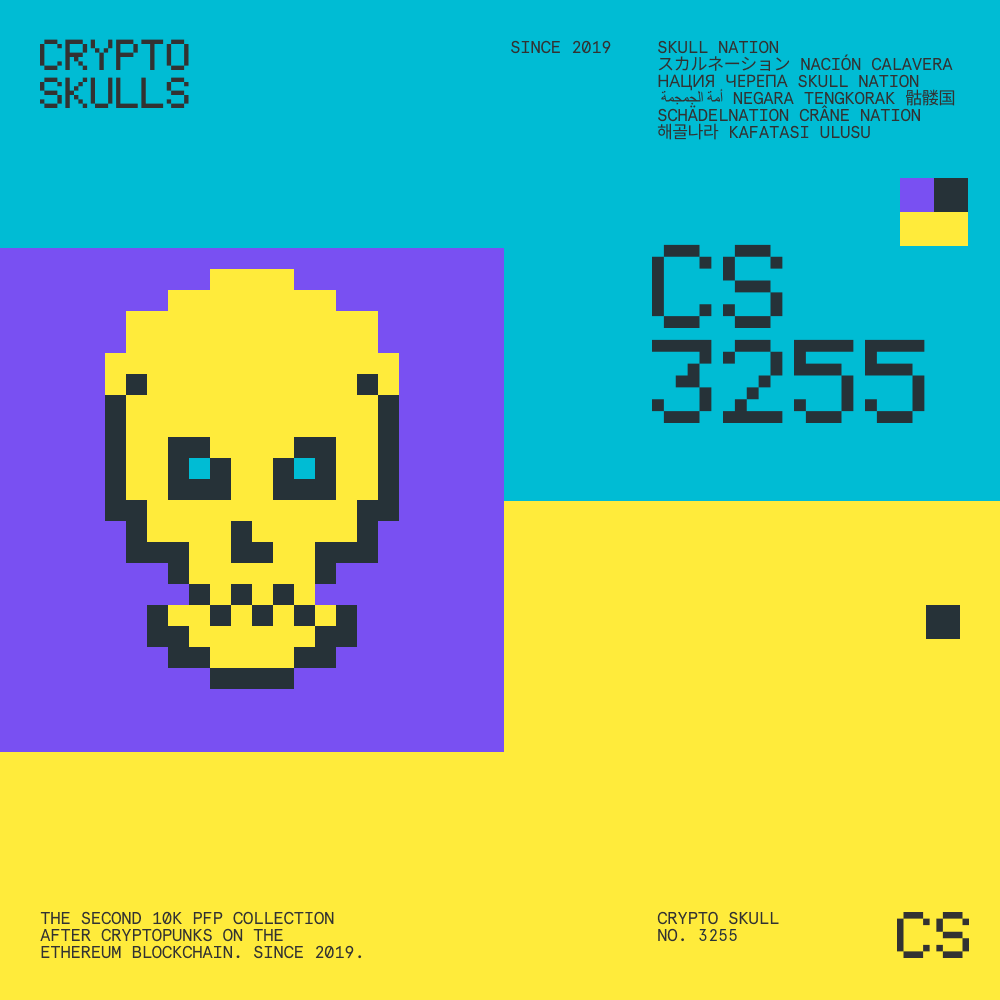 CRYPTO
SKULLS
SINCE 2019
SKULL NATION
スカルネーション NACIÓN CALAVERA
НАЦИЯ ЧЕРЕПА SKULL NATION
أمة الجمجمة NEGARA TENGKORAK 骷髅国
SCHÄDELNATION CRÂNE NATION
해골나라 KAFATASI ULUSU
CS
3255
THE SECOND 10K PFP COLLECTION
AFTER CRYPTOPUNKS ON THE
ETHEREUM BLOCKCHAIN. SINCE 2019.
CRYPTO SKULL
NO. 3255
CS